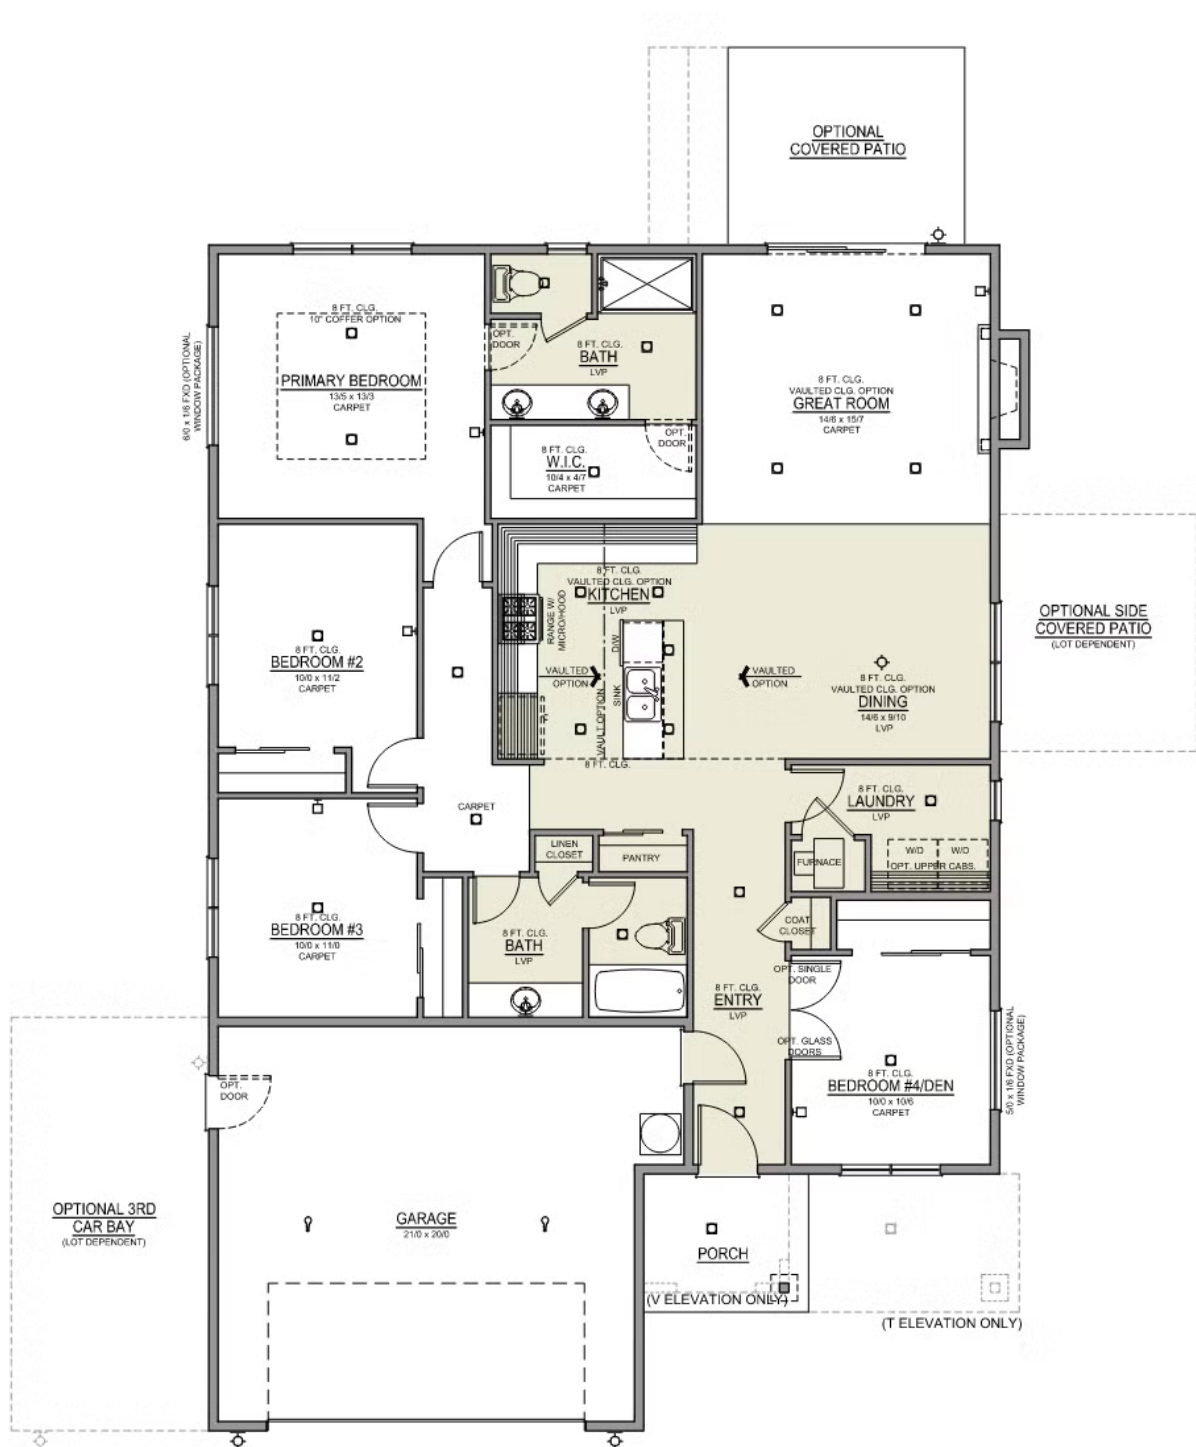 OPTIONAL
COVERED PATIO
8 FT. CLG.
10" COFFER OPTION
PRIMARY BEDROOM
13/5 x 13/3
CARPET
6/0 x 1/6 FXD (OPTIONAL
WINDOW PACKAGE)
OPT.
DOOR
8 FT. CLG.
BATH
LVP
OPT.
DOOR
8 FT. CLG.
W.I.C.
10/4 x 4/7
CARPET
8 FT. CLG.
VAULTED CLG. OPTION
GREAT ROOM
14/6 x 15/7
CARPET
8 FT. CLG.
VAULTED CLG. OPTION
KITCHEN
LVP
RANGE W/
MICRO/HOOD
D/W
SINK
VAULTED
OPTION
VAULT OPTION
VAULTED
OPTION
8 FT. CLG.
8 FT. CLG.
VAULTED CLG. OPTION
DINING
14/6 x 9/10
LVP
OPTIONAL SIDE
COVERED PATIO
(LOT DEPENDENT)
8 FT. CLG.
BEDROOM #2
10/0 x 11/2
CARPET
CARPET
8 FT. CLG.
LAUNDRY
LVP
W/D
W/D
OPT. UPPER CABS.
FURNACE
LINEN
CLOSET
PANTRY
8 FT. CLG.
BEDROOM #3
10/0 x 11/0
CARPET
8 FT. CLG.
BATH
LVP
COAT
CLOSET
8 FT. CLG.
ENTRY
LVP
OPT. SINGLE
DOOR
OPT. GLASS
DOORS
8 FT. CLG.
BEDROOM #4/DEN
10/0 x 10/6
CARPET
5/0 x 1/6 FXD (OPTIONAL
WINDOW PACKAGE)
OPT.
DOOR
OPTIONAL 3RD
CAR BAY
(LOT DEPENDENT)
GARAGE
21/0 x 20/0
PORCH
(V ELEVATION ONLY)
(T ELEVATION ONLY)